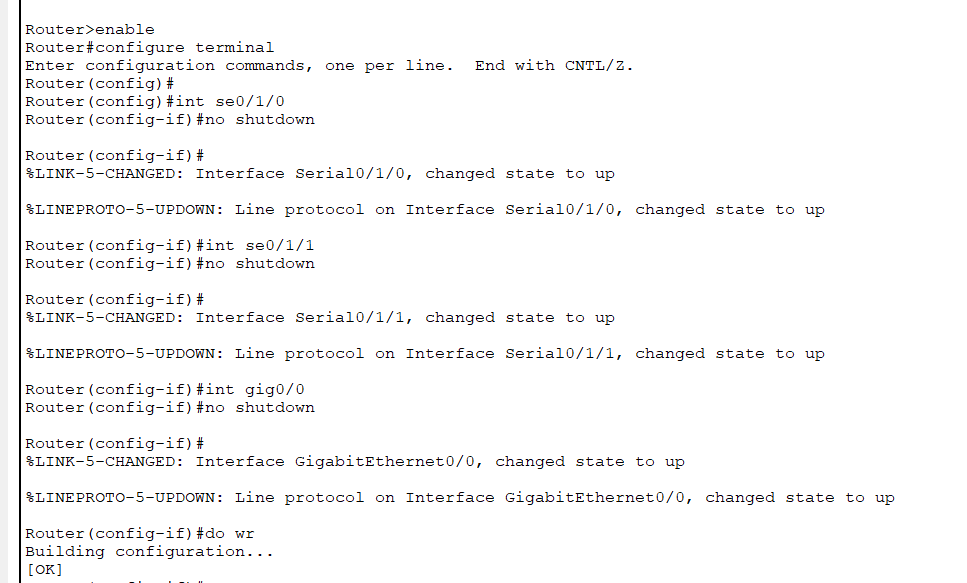 Router>enable
Router#configure terminal
Enter configuration commands, one per line.  End with CNTL/Z.
Router(config)#
Router(config)#int se0/1/0
Router(config-if)#no shutdown
Router(config-if)#
%LINK-5-CHANGED: Interface Serial0/1/0, changed state to up
%LINEPROTO-5-UPDOWN: Line protocol on Interface Serial0/1/0, changed state to up
Router(config-if)#int se0/1/1
Router(config-if)#no shutdown
Router(config-if)#
%LINK-5-CHANGED: Interface Serial0/1/1, changed state to up
%LINEPROTO-5-UPDOWN: Line protocol on Interface Serial0/1/1, changed state to up
Router(config-if)#int gig0/0
Router(config-if)#no shutdown
Router(config-if)#
%LINK-5-CHANGED: Interface GigabitEthernet0/0, changed state to up
%LINEPROTO-5-UPDOWN: Line protocol on Interface GigabitEthernet0/0, changed state to up
Router(config-if)#do wr
Building configuration...
[OK]